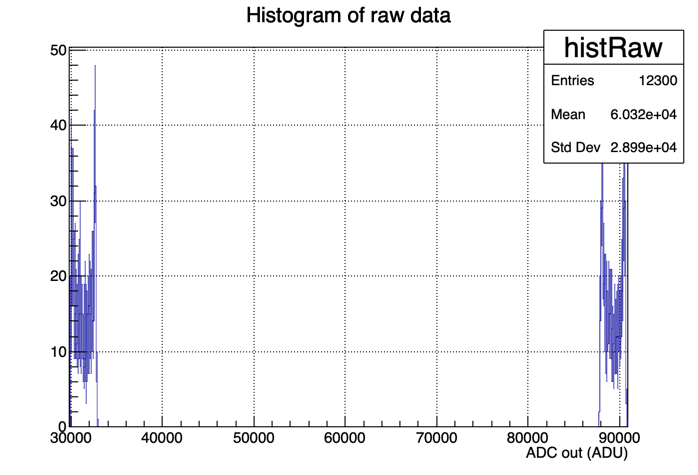 Histogram of raw data
histRaw
Entries 12300
Mean 6.032e+04
Std Dev 2.899e+04
50
40
30
20
10
0
30000 40000 50000 60000 70000 80000 90000
ADC out (ADU)